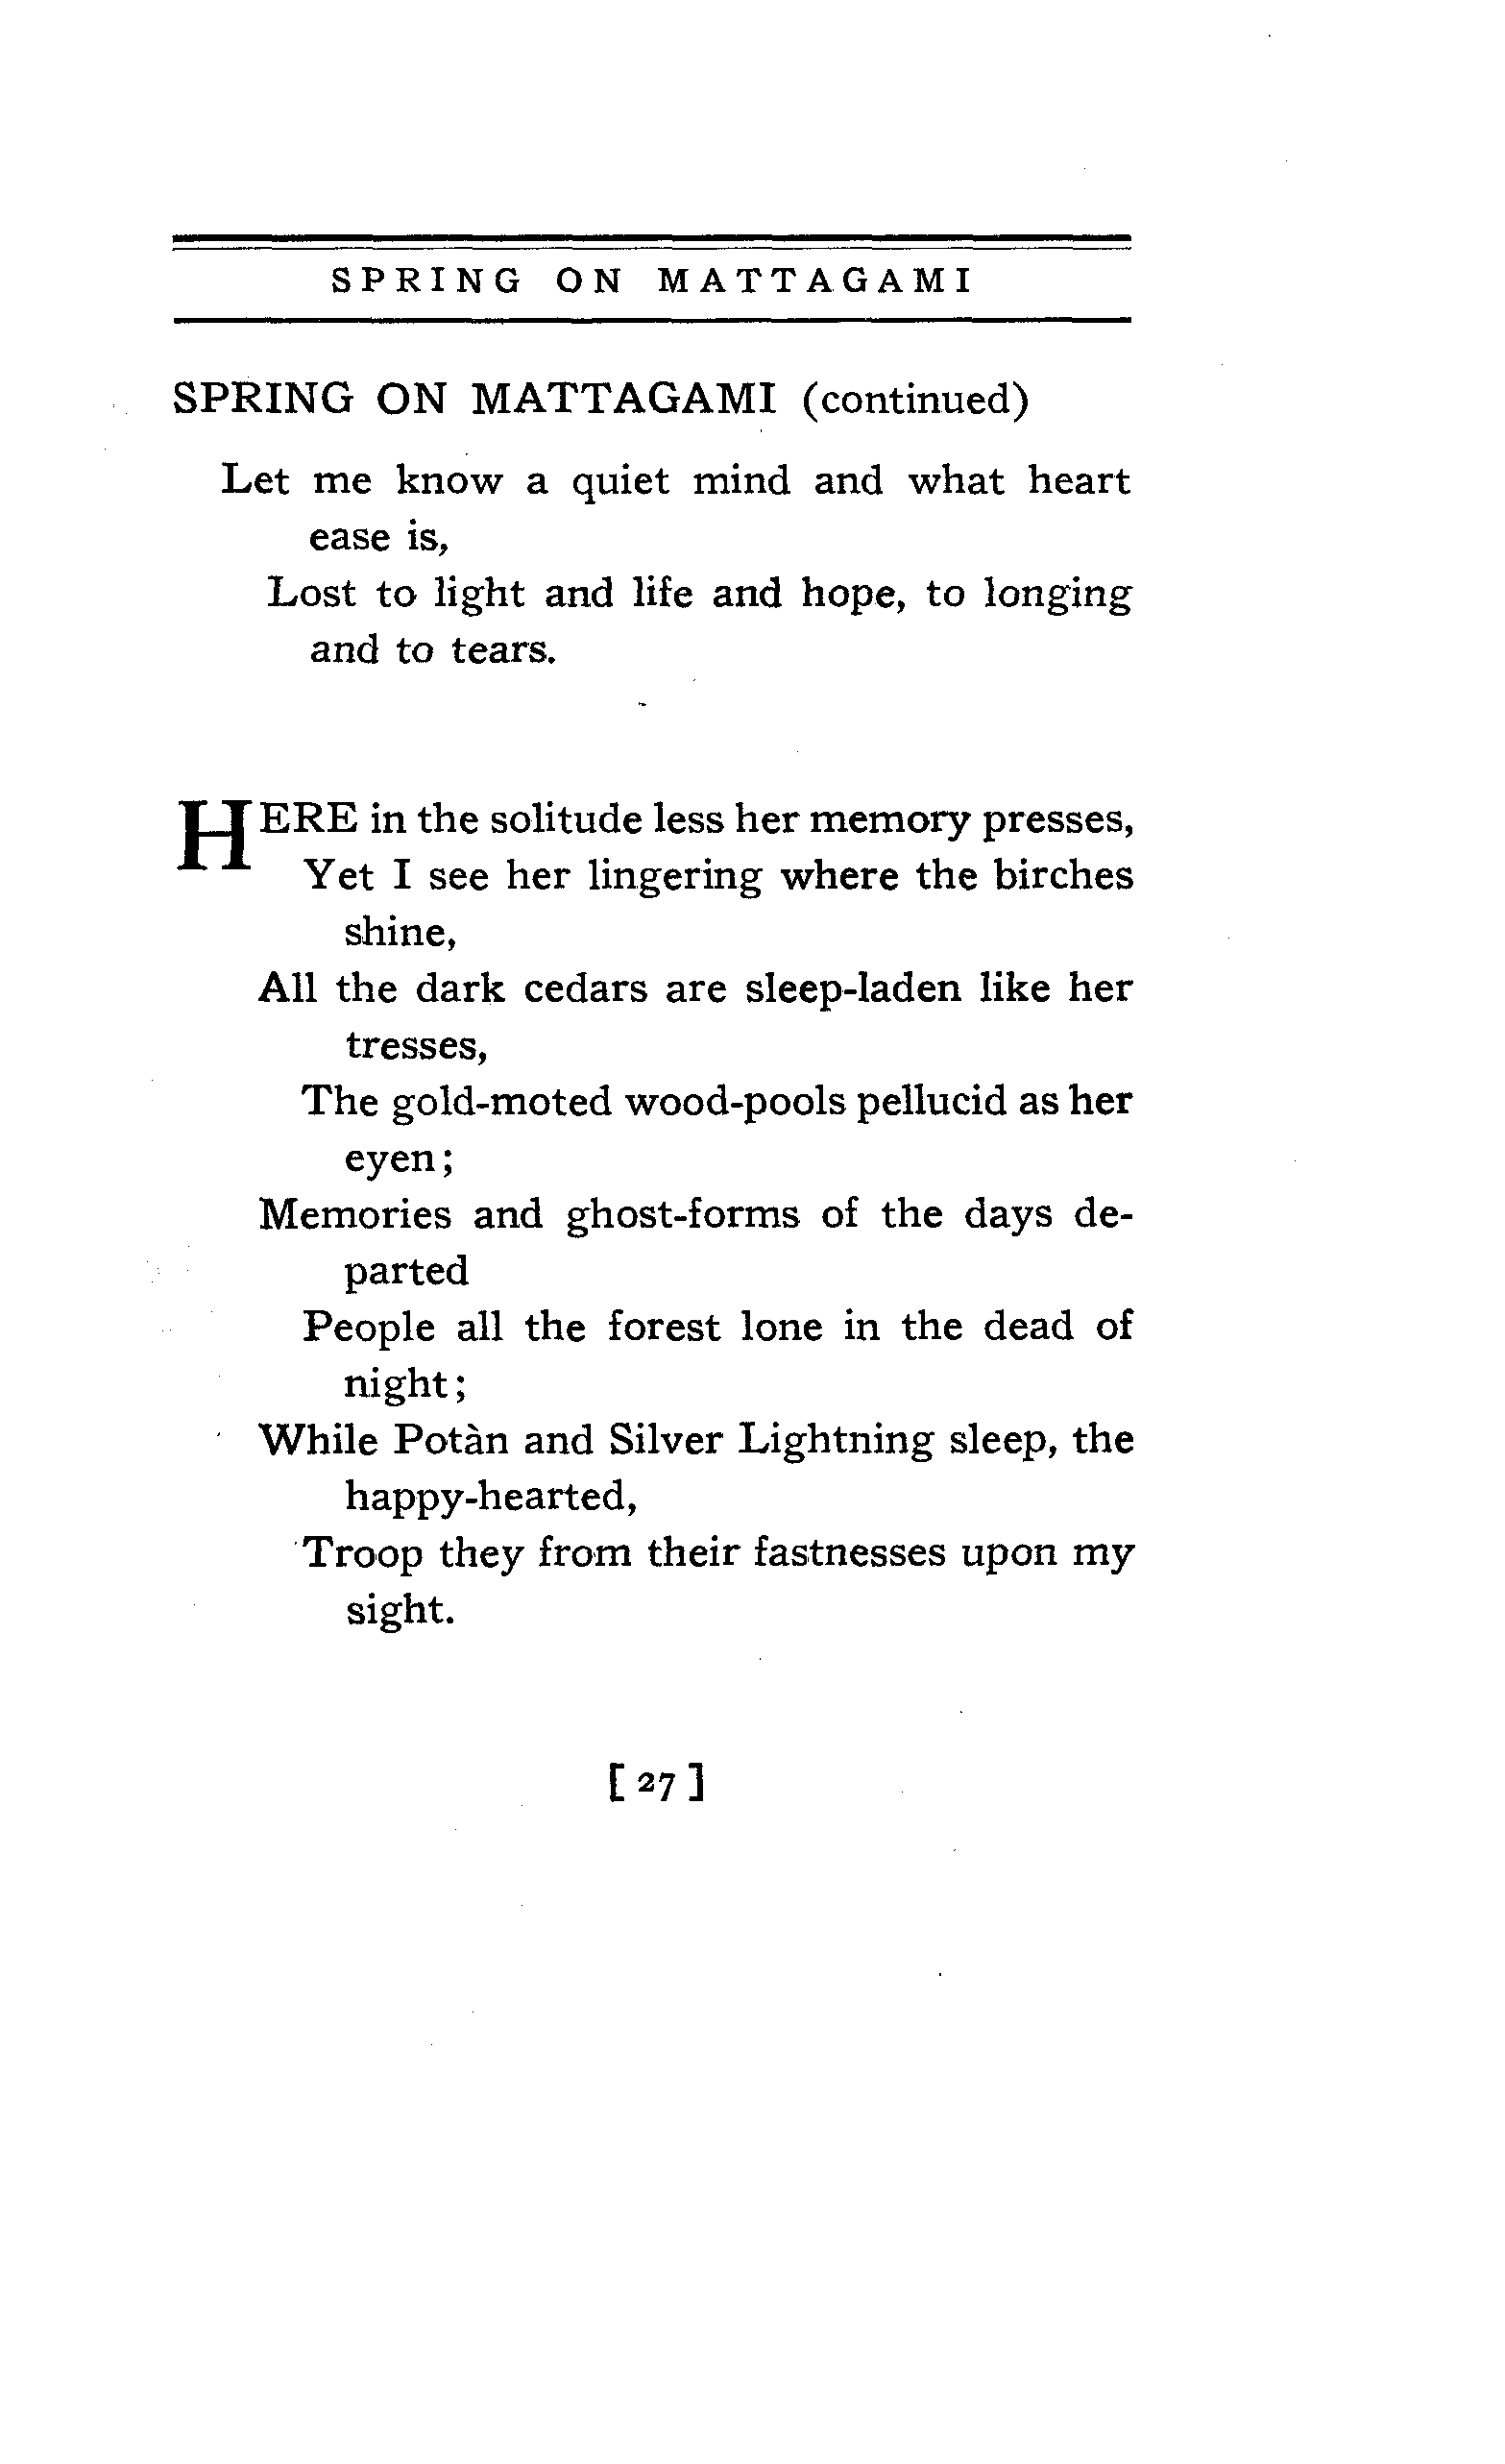 SPRING ON MATTAGAMI
SPRING ON MATTAGAMI (continued)
Let me know a quiet mind and what heart
ease is,
Lost to light and life and hope, to longing
and to tears.
HERE in the solitude less her memory presses,
Yet I see her lingering where the birches
shine,
All the dark cedars are sleep-laden like her
tresses,
The gold-moted wood-pools pellucid as her
eyen;
Memories and ghost-forms of the days de-
parted
People all the forest lone in the dead of
night;
While Potàn and Silver Lightning sleep, the
happy-hearted,
Troop they from their fastnesses upon my
sight.
[27]